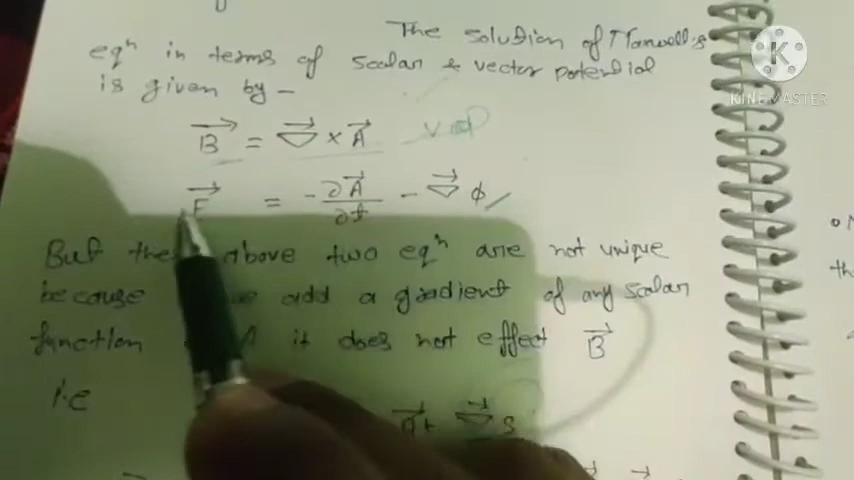 The solution of Maxwell's
eqⁿ in terms of scalar & vector potential
is given by -
B⃗ = ∇⃗ × A⃗
E⃗ = - ∂A⃗/∂t - ∇⃗ φ
But the above two eqⁿ are not unique
because add a gradient of any scalar
function it does not effect B⃗
i.e
A⃗ + ∇⃗ S
K
KINEMASTER